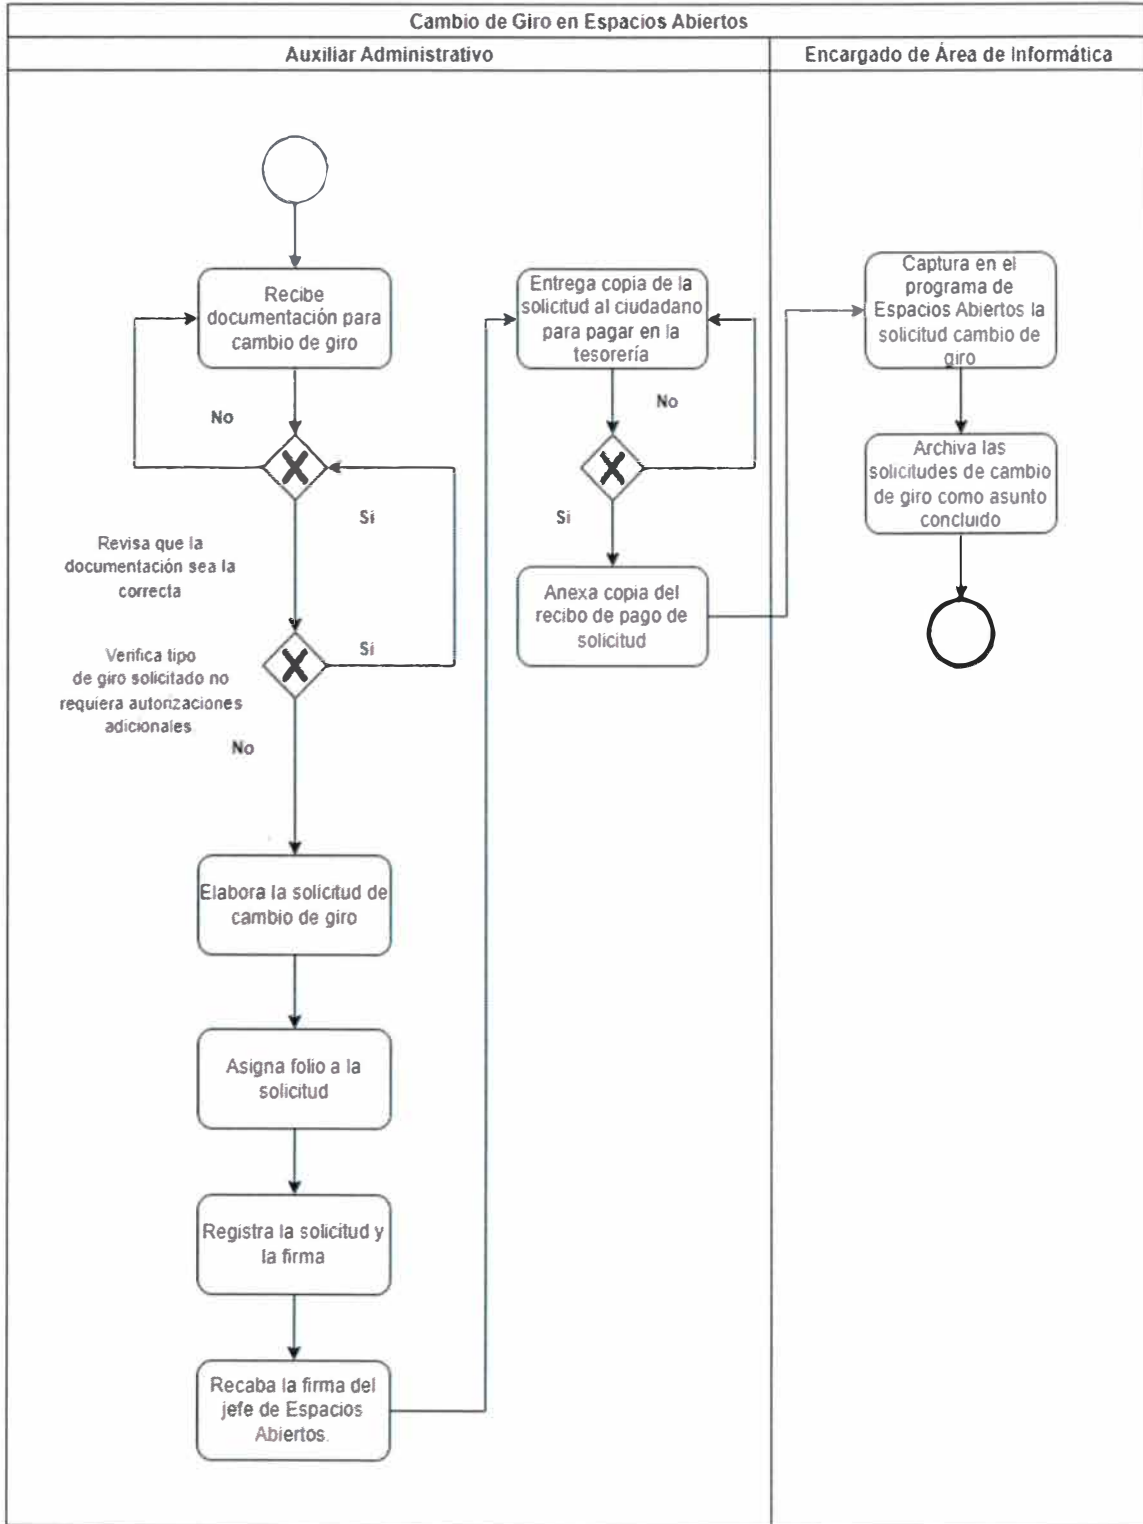 Cambio de Giro en Espacios Abiertos
Auxiliar Administrativo
Encargado de Área de Informática
Recibe
documentación para
cambio de giro
No
Si
Revisa que la
documentación sea la
correcta
Verifica tipo
de giro solicitado no
requiera autorizaciones
adicionales
Si
No
Elabora la solicitud de
cambio de giro
Asigna folio a la
solicitud
Registra la solicitud y
la firma
Recaba la firma del
jefe de Espacios
Abiertos.
Entrega copia de la
solicitud al ciudadano
para pagar en la
tesorería
No
Si
Anexa copia del
recibo de pago de
solicitud
Captura en el
programa de
Espacios Abiertos la
solicitud cambio de
giro
Archiva las
solicitudes de cambio
de giro como asunto
concluido